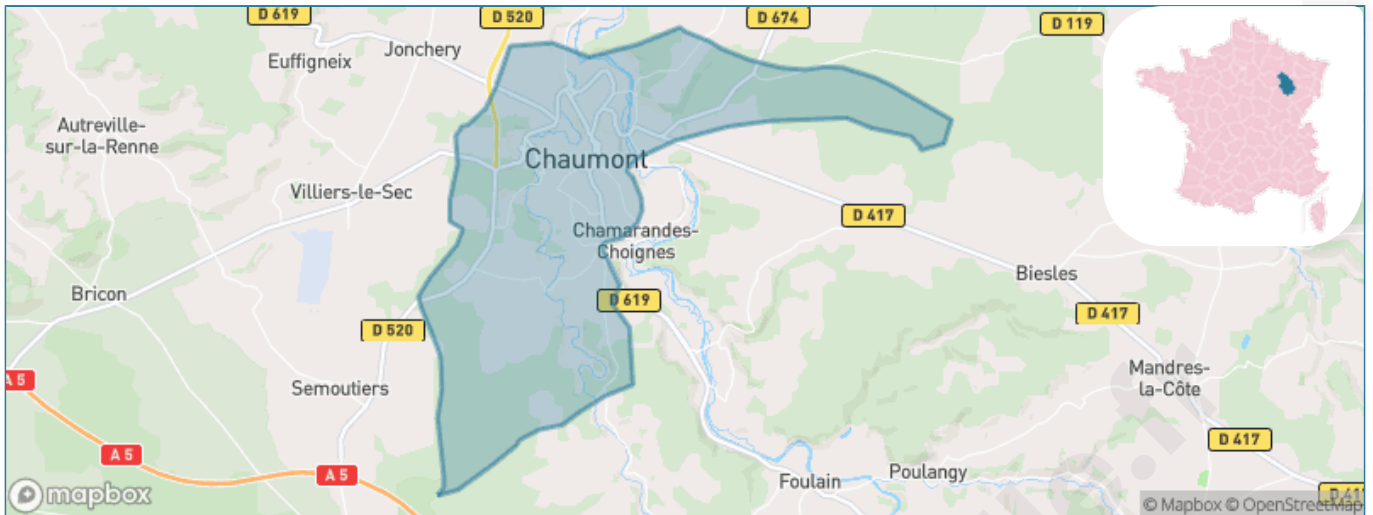 D 619
D 520
D 674
D 119
Jonchery
Euffigneix
Autreville-
sur-la-Renne
Chaumont
Villiers-le-Sec
D 417
Chamarandes-
Choignes
Biesles
Bricon
D 619
D 417
D 520
Mandres-
la-Côte
A 5
Semoutiers
D 417
A 5
A 5
Poulangy
Foulain
mapbox
© Mapbox © OpenStreetMap